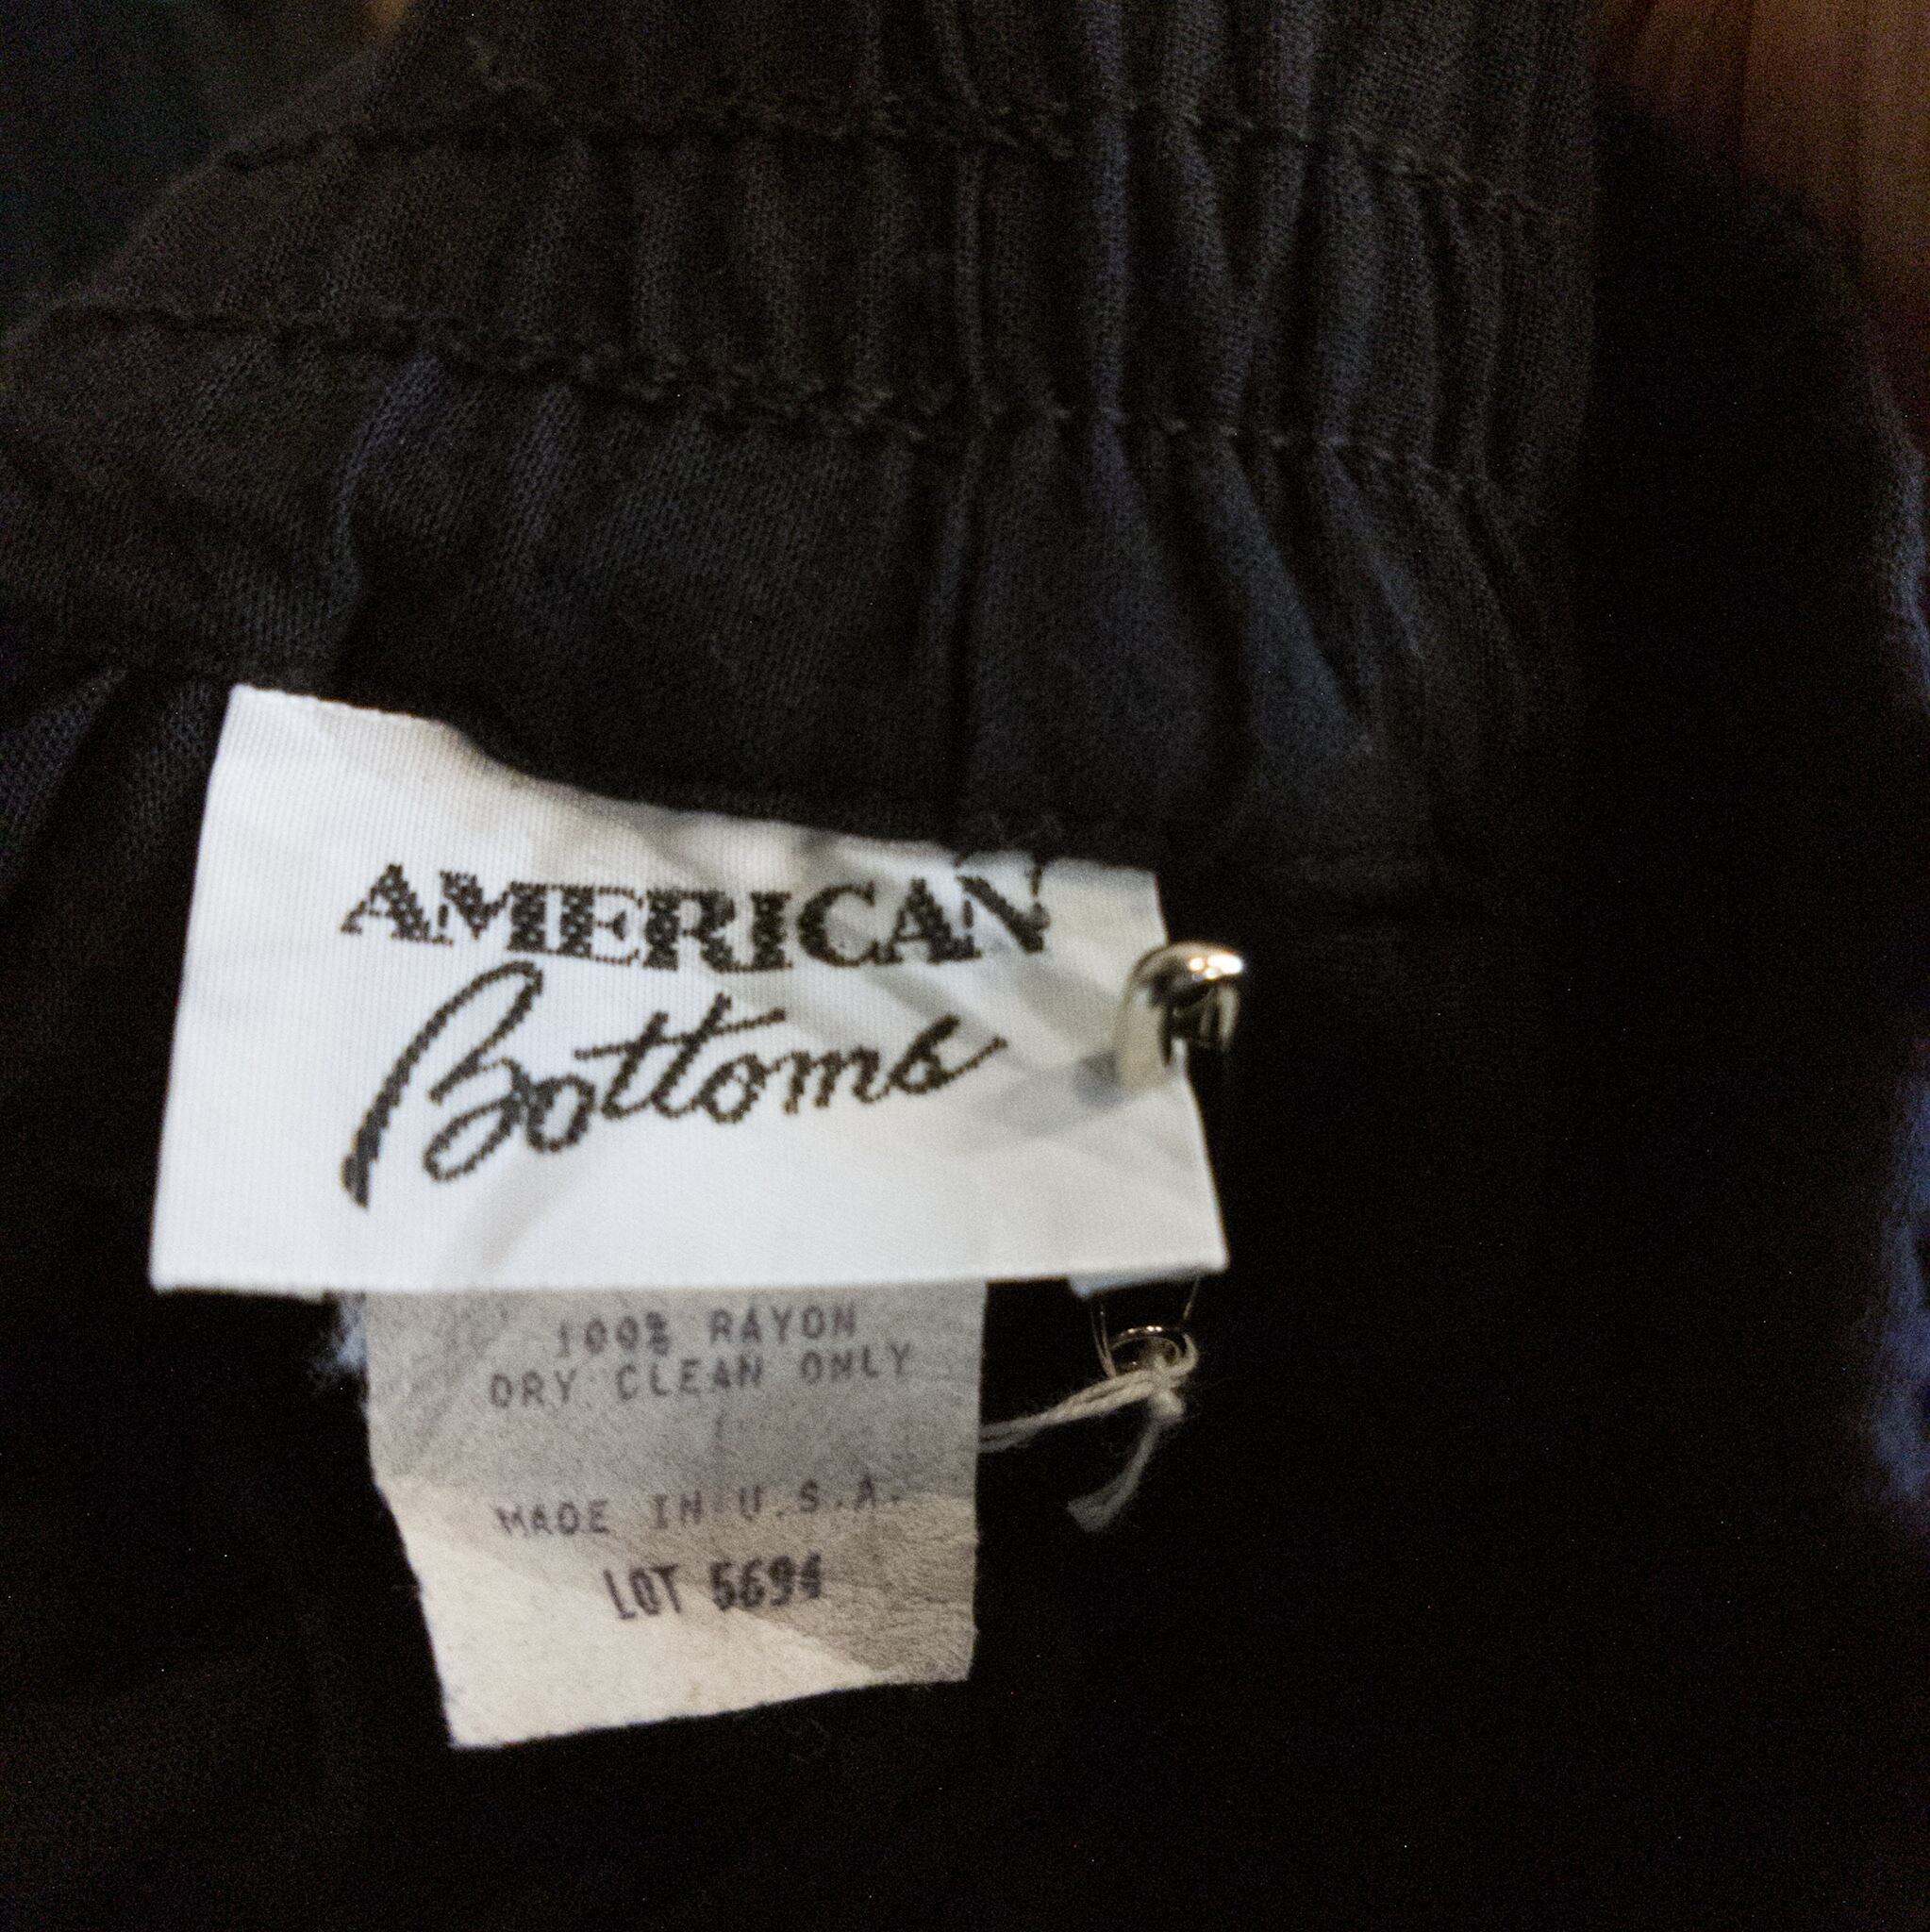 AMERICAN
Bottoms
100% RAYON
DRY CLEAN ONLY
MADE IN U.S.A.
LOT 5694